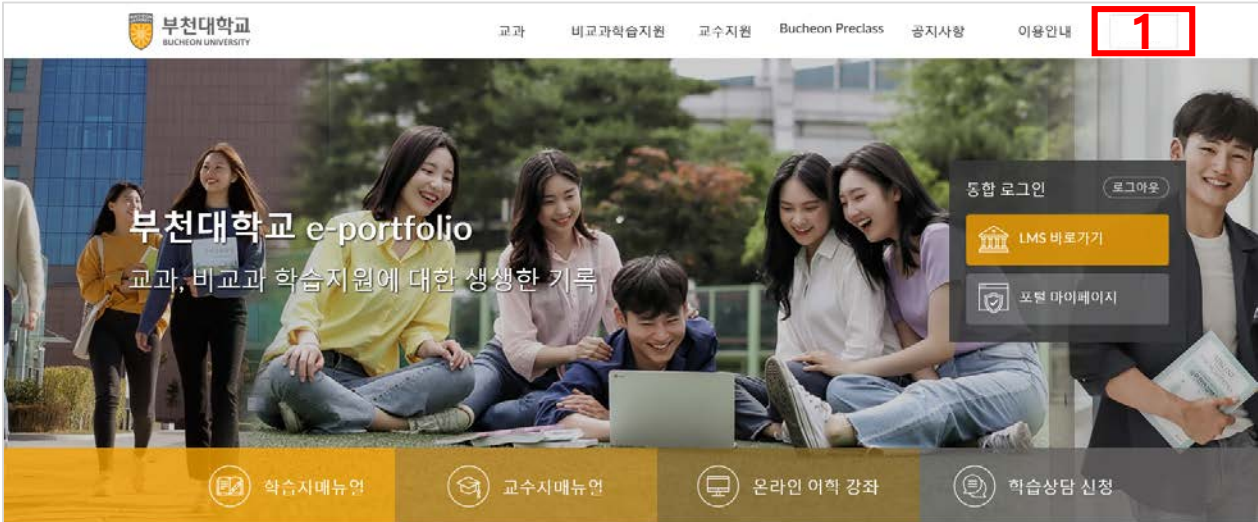 부천대학교
BUCHEON UNIVERSITY
교과 비교과학습지원 교수지원 Bucheon Preclass 공지사항 이용안내
1
통합 로그인 로그아웃
LMS 바로가기
포털 마이페이지
부천대학교 e-portfolio
교과, 비교과 학습지원에 대한 생생한 기록
학습자매뉴얼 교수자매뉴얼 온라인 어학 강좌 학습상담 신청